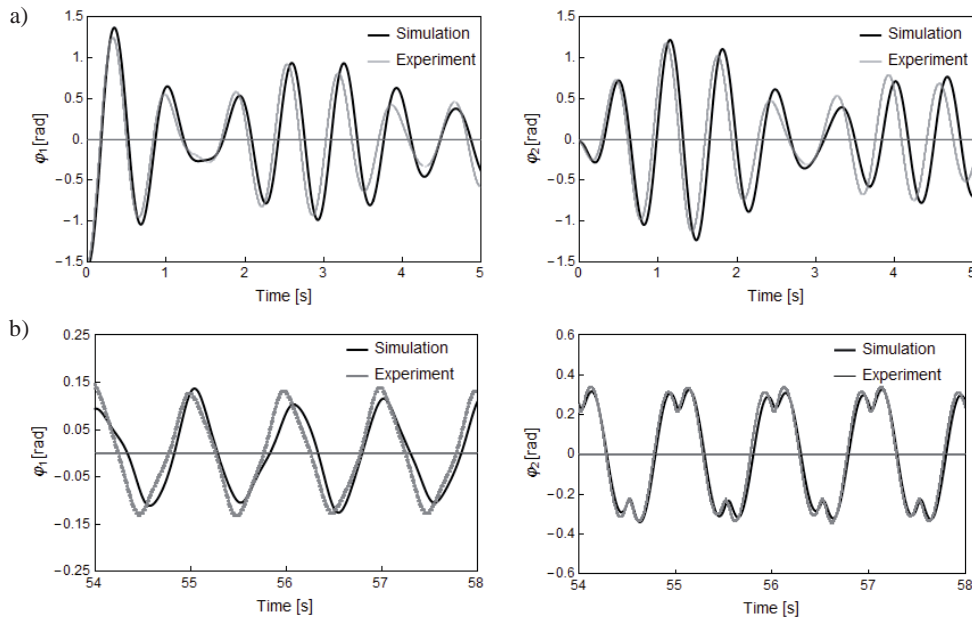 a)
1.5
1.0
0.5
0
−0.5
−1.0
−1.5
φ₁[rad]
Simulation
Experiment
0 1 2 3 4 5
Time [s]
1.5
1.0
0.5
0
−0.5
−1.0
−1.5
φ₂[rad]
Simulation
Experiment
0 1 2 3 4 5
Time [s]
b)
0.25
0.15
0.05
−0.05
−0.15
−0.25
φ₁[rad]
Simulation
Experiment
54 55 56 57 58
Time [s]
0.6
0.4
0.2
0
−0.2
−0.4
−0.6
φ₂[rad]
Simulation
Experiment
54 55 56 57 58
Time [s]